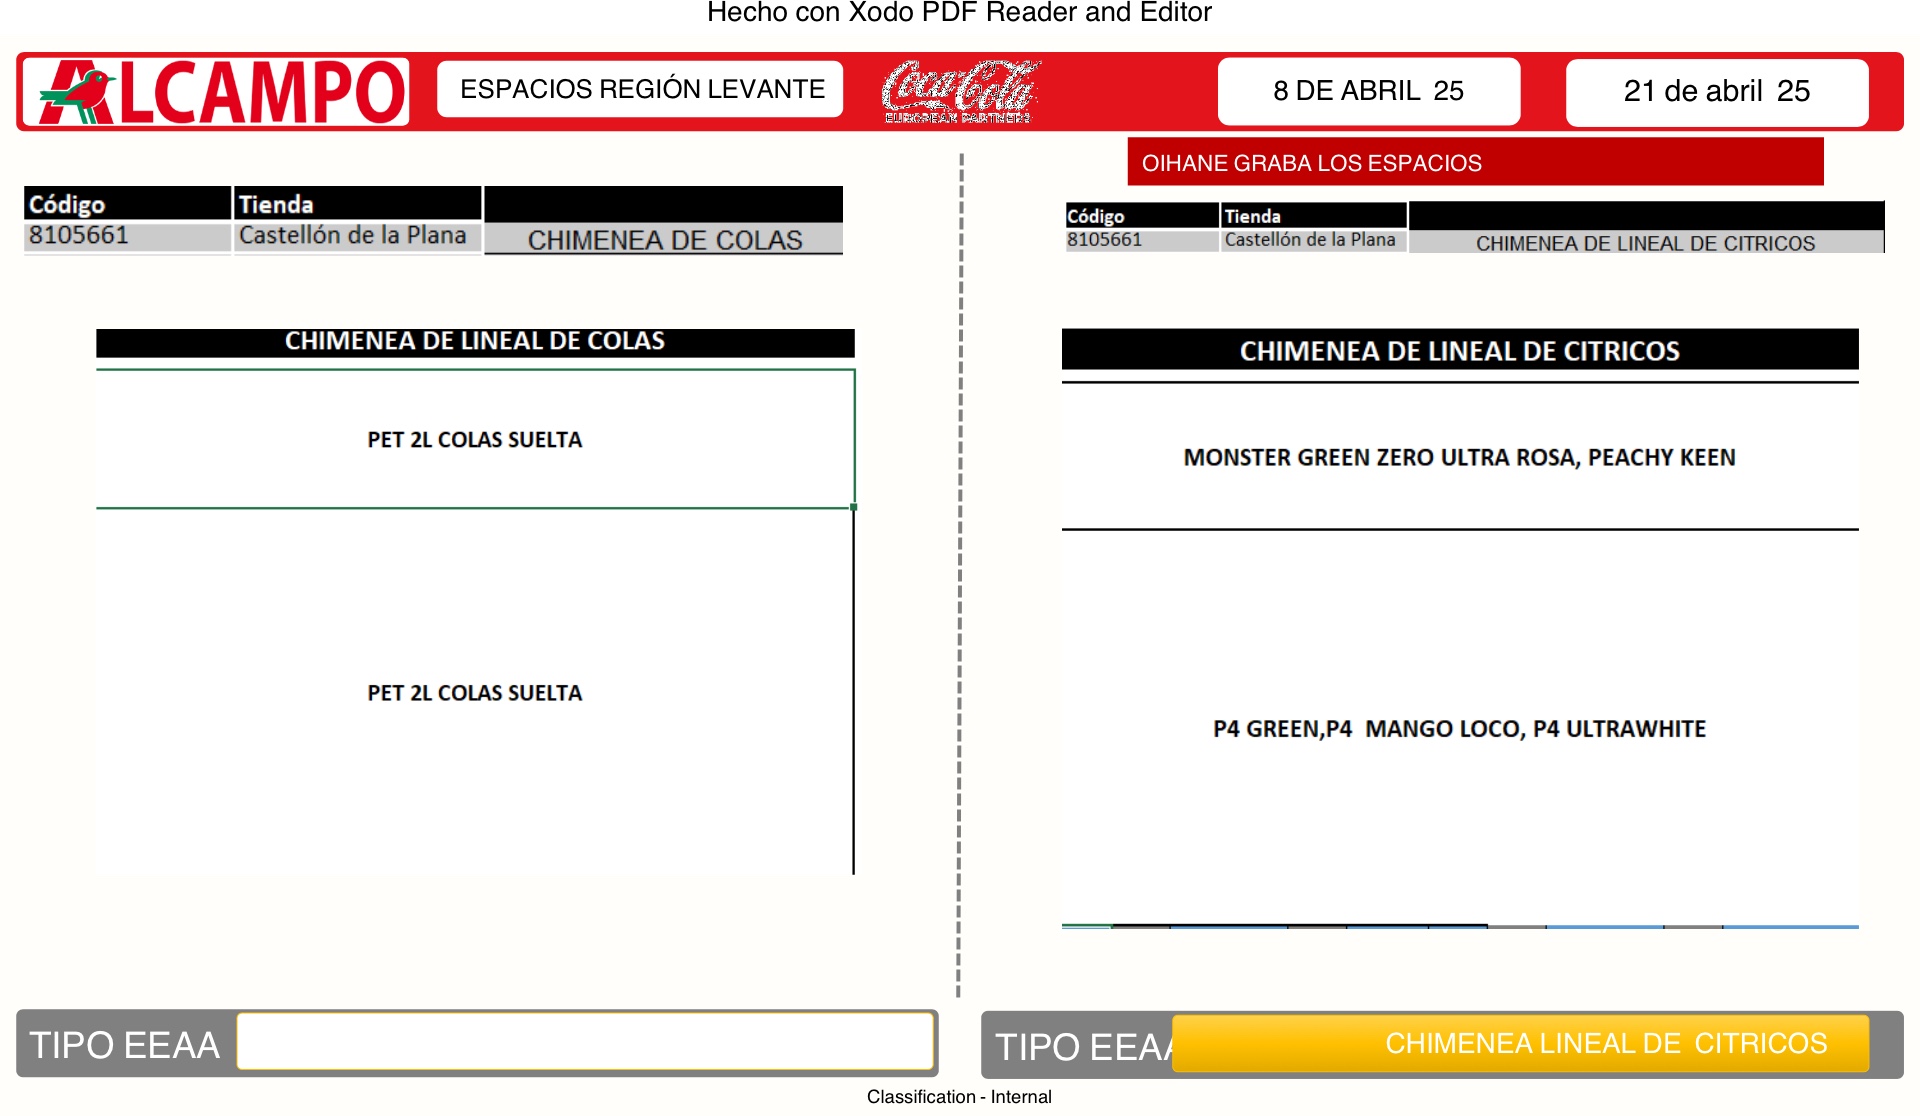 Hecho con Xodo PDF Reader and Editor
ALCAMPO
ESPACIOS REGIÓN LEVANTE
Coca-Cola
EUROPEAN PARTNERS
8 DE ABRIL 25
21 de abril 25
OIHANE GRABA LOS ESPACIOS
Código Tienda
8105661 Castellón de la Plana CHIMENEA DE COLAS
CHIMENEA DE LINEAL DE COLAS
PET 2L COLAS SUELTA
PET 2L COLAS SUELTA
TIPO EEAA
Código Tienda
8105661 Castellón de la Plana CHIMENEA DE LINEAL DE CITRICOS
CHIMENEA DE LINEAL DE CITRICOS
MONSTER GREEN ZERO ULTRA ROSA, PEACHY KEEN
P4 GREEN,P4 MANGO LOCO, P4 ULTRAWHITE
TIPO EEAA CHIMENEA LINEAL DE CITRICOS
Classification - Internal